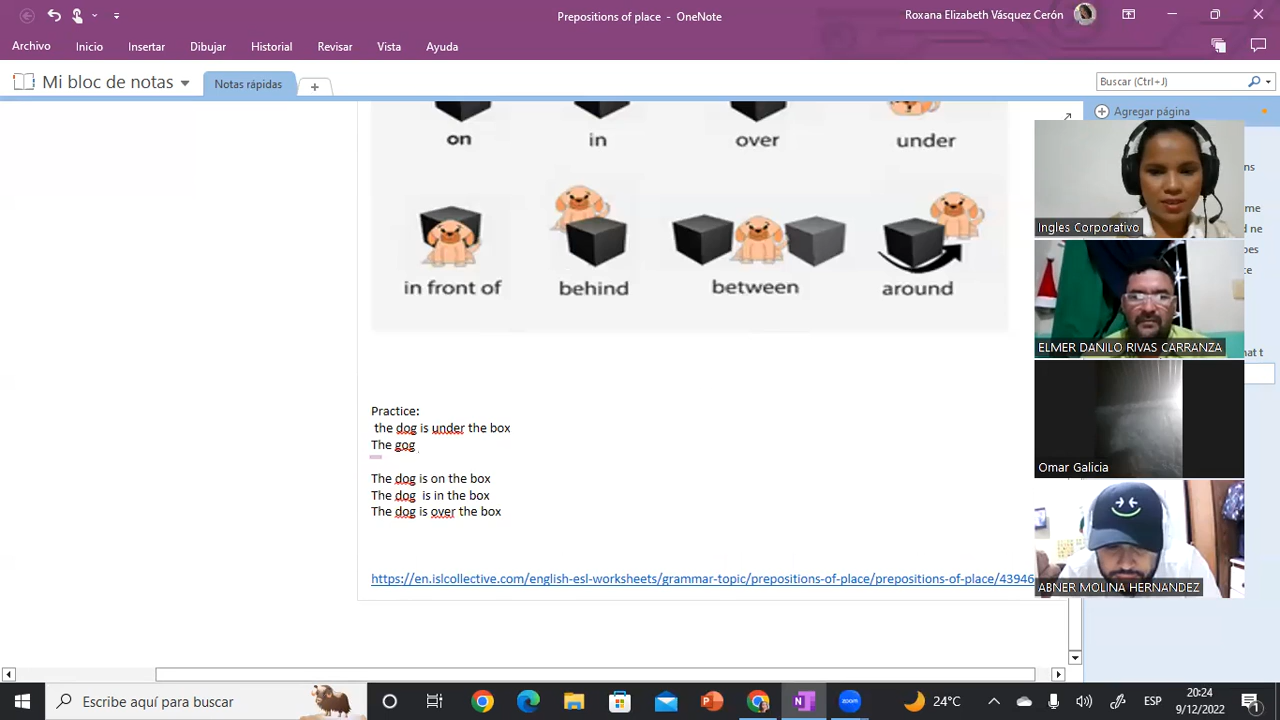 Prepositions of place - OneNote
Roxana Elizabeth Vásquez Cerón
Archivo Inicio Insertar Dibujar Historial Revisar Vista Ayuda
Mi bloc de notas
Notas rápidas
+
Buscar (Ctrl+J)
Agregar página
on in over under
in front of behind between around
Practice:
the dog is under the box
The gog
The dog is on the box
The dog is in the box
The dog is over the box
https://en.islcollective.com/english-esl-worksheets/grammar-topic/prepositions-of-place/prepositions-of-place/43946
Ingles Corporativo
ELMER DANILO RIVAS CARRANZA
Omar Galicia
ABNER MOLINA HERNANDEZ
Escribe aquí para buscar
zoom
24°C
ESP
20:24
9/12/2022
1